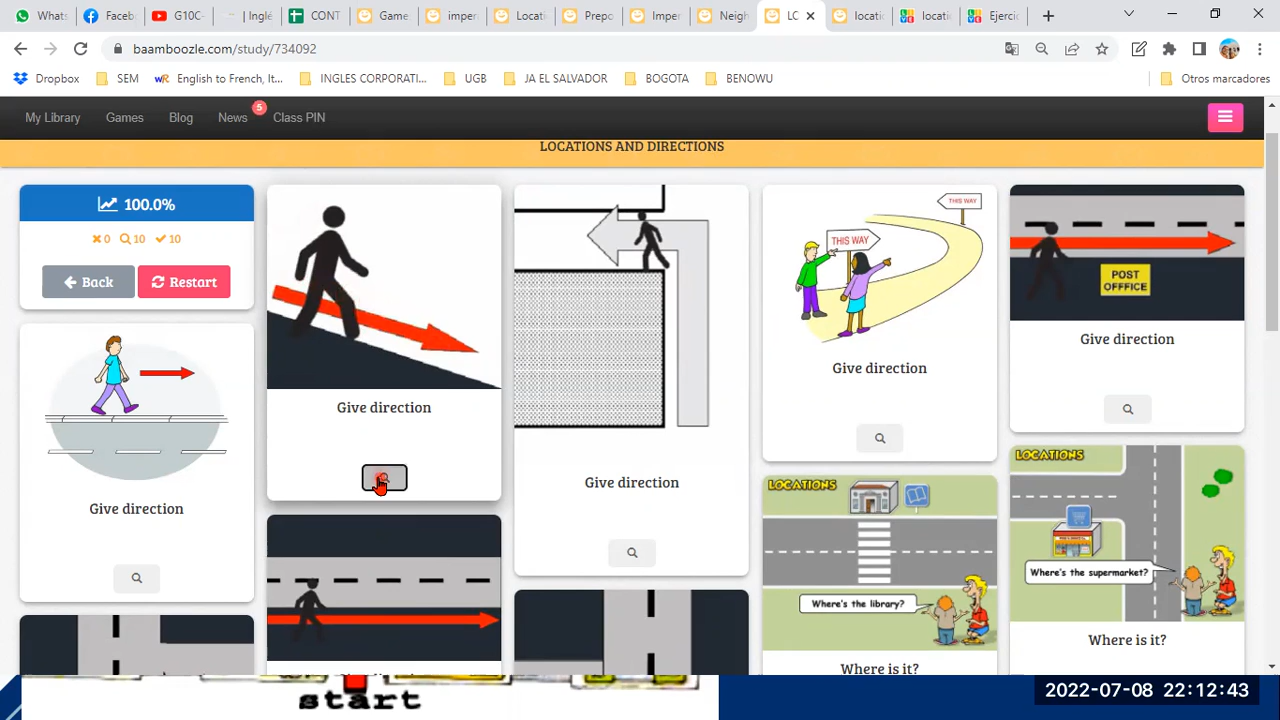 Whats
Faceb
G10C-
Inglé
CONT
Game
imper
Locati
Prepo
Imper
Neigh
LC
locatio
locatio
Ejercic
baamboozle.com/study/734092
Dropbox
SEM
English to French, It...
INGLES CORPORATI...
UGB
JA EL SALVADOR
BOGOTA
BENOWU
Otros marcadores
My Library
Games
Blog
News
5
Class PIN
LOCATIONS AND DIRECTIONS
100.0%
0
10
10
Back
Restart
Give direction
Give direction
Give direction
THIS WAY
THIS WAY
Give direction
POST
OFFFICE
Give direction
LOCATIONS
Where's the library?
Where is it?
LOCATIONS
Where's the supermarket?
Where is it?
start
2022-07-08 22:12:43